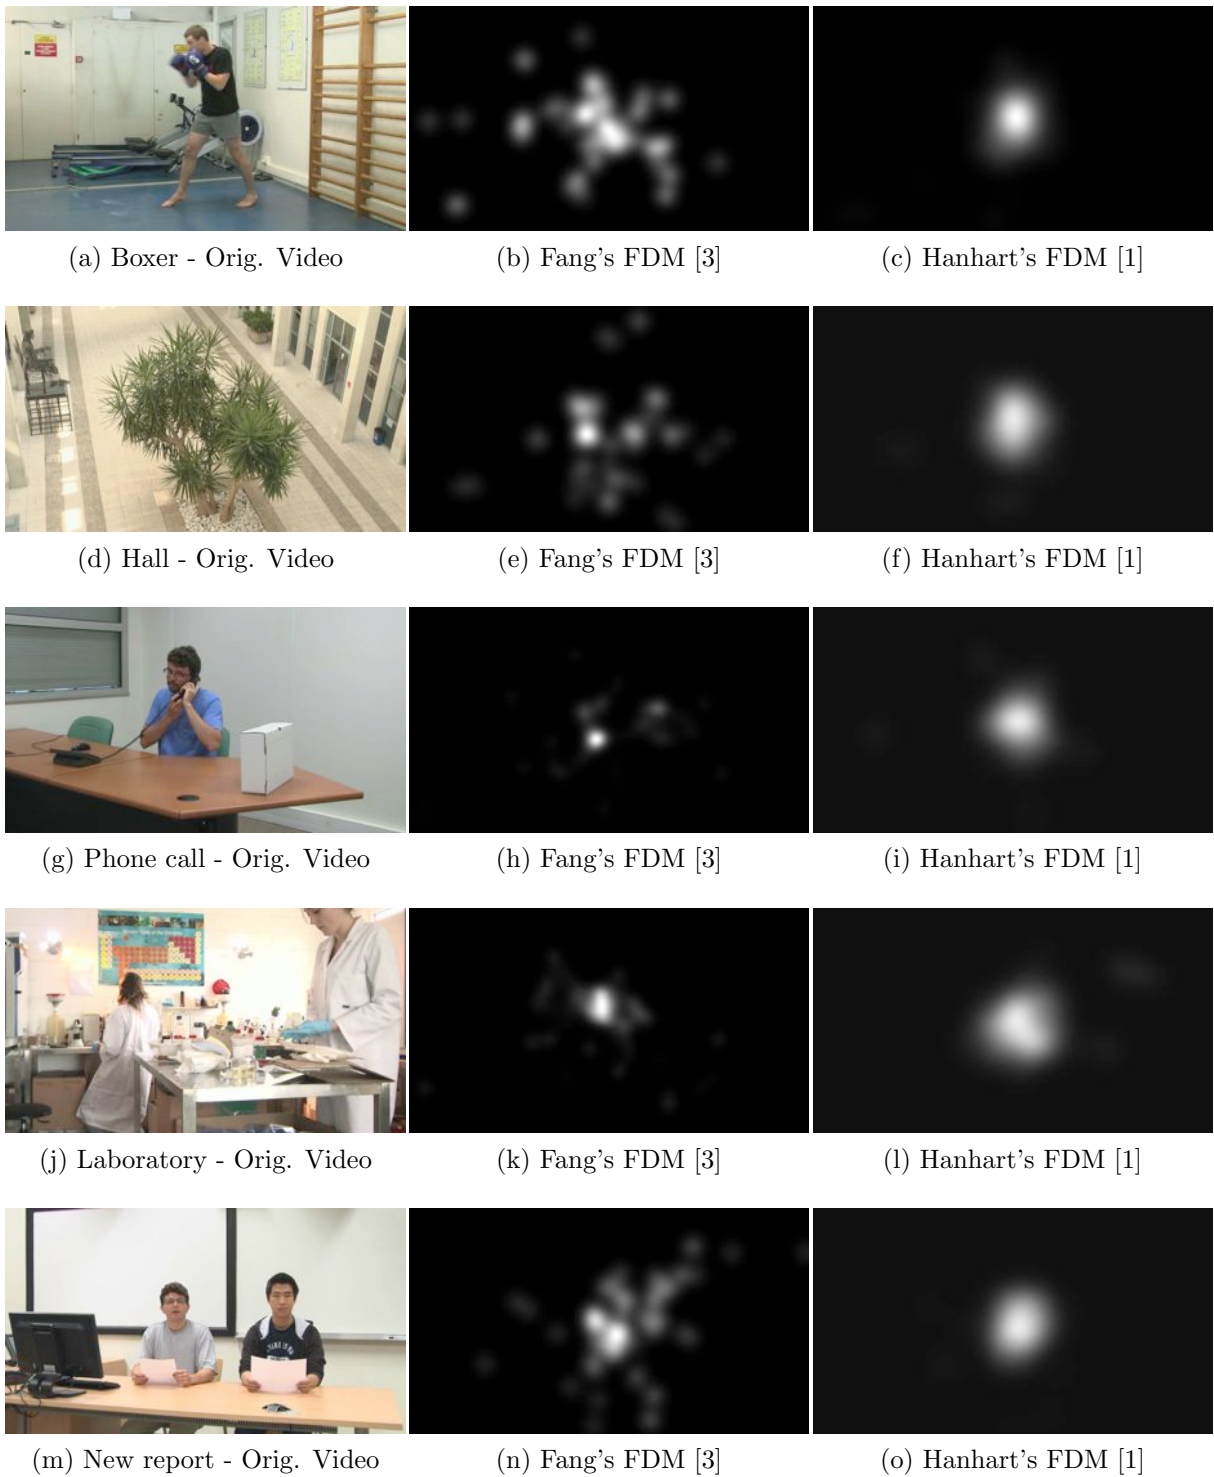 (a) Boxer - Orig. Video
(b) Fang's FDM [3]
(c) Hanhart's FDM [1]
(d) Hall - Orig. Video
(e) Fang's FDM [3]
(f) Hanhart's FDM [1]
(g) Phone call - Orig. Video
(h) Fang's FDM [3]
(i) Hanhart's FDM [1]
(j) Laboratory - Orig. Video
(k) Fang's FDM [3]
(l) Hanhart's FDM [1]
(m) New report - Orig. Video
(n) Fang's FDM [3]
(o) Hanhart's FDM [1]